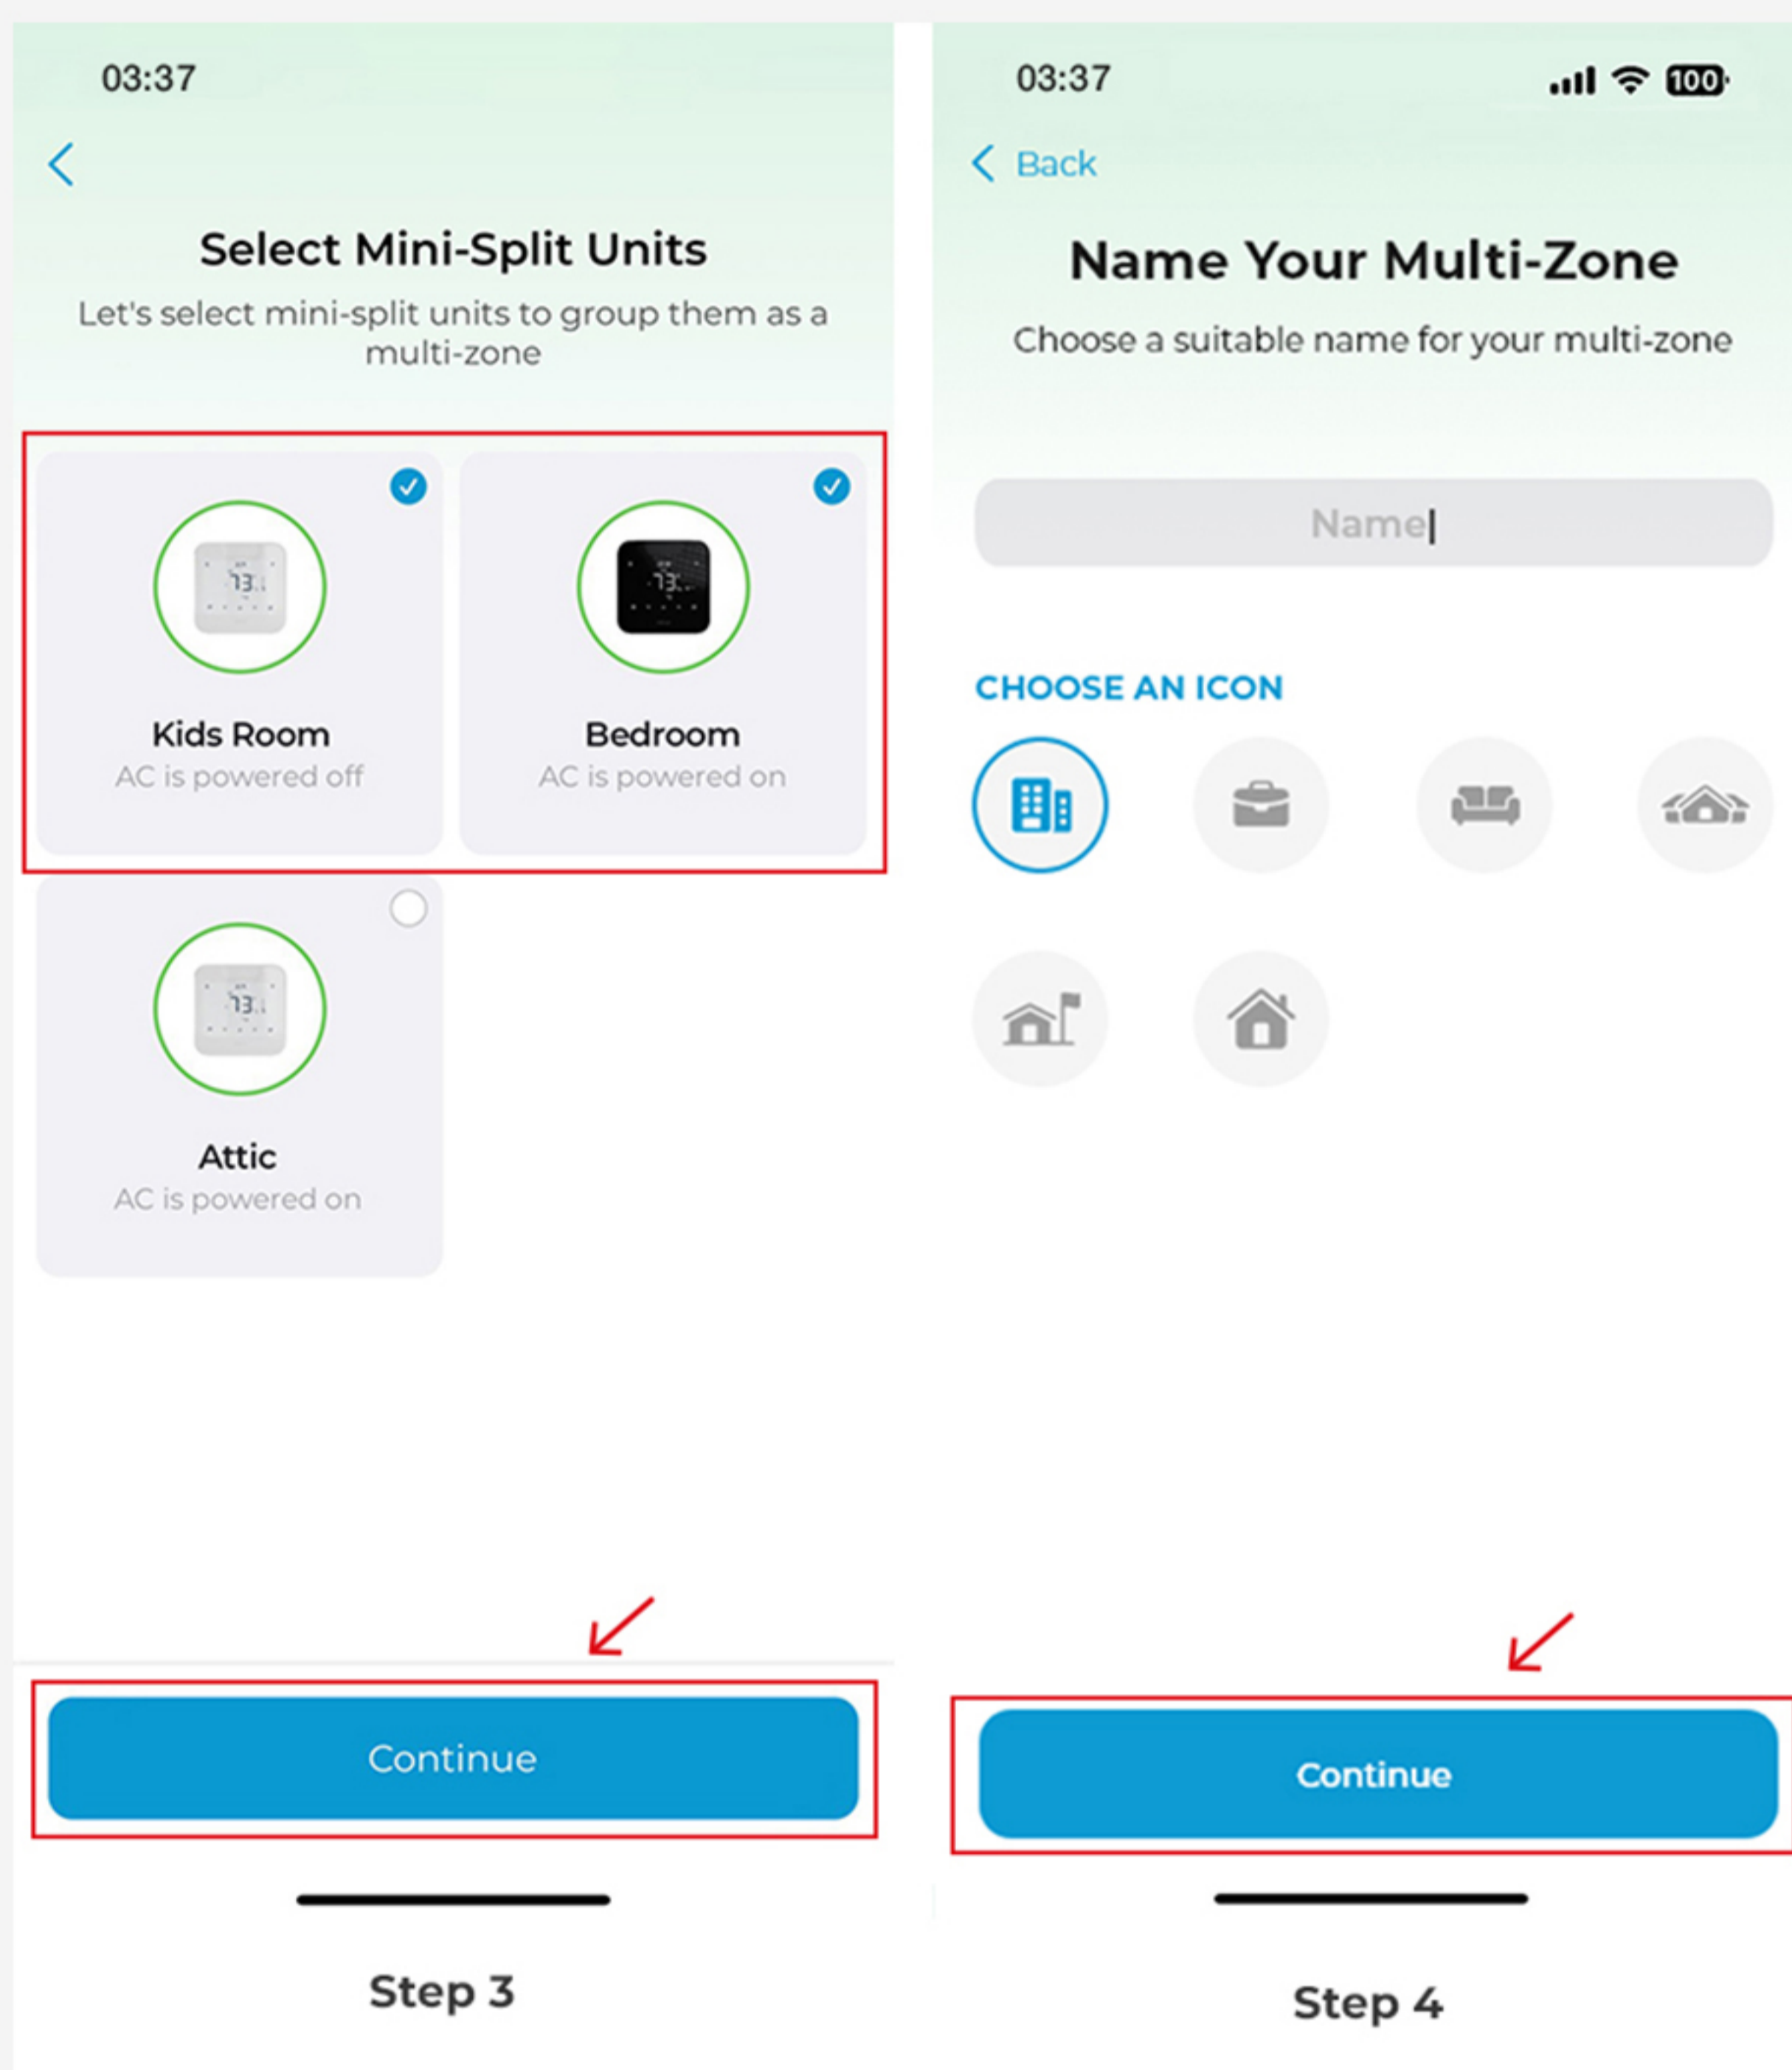 03:37
Select Mini-Split Units
Let's select mini-split units to group them as a
multi-zone
73
Kids Room
AC is powered off
73
Bedroom
AC is powered on
73
Attic
AC is powered on
Continue
Step 3
03:37
100
Back
Name Your Multi-Zone
Choose a suitable name for your multi-zone
Name
CHOOSE AN ICON
Continue
Step 4